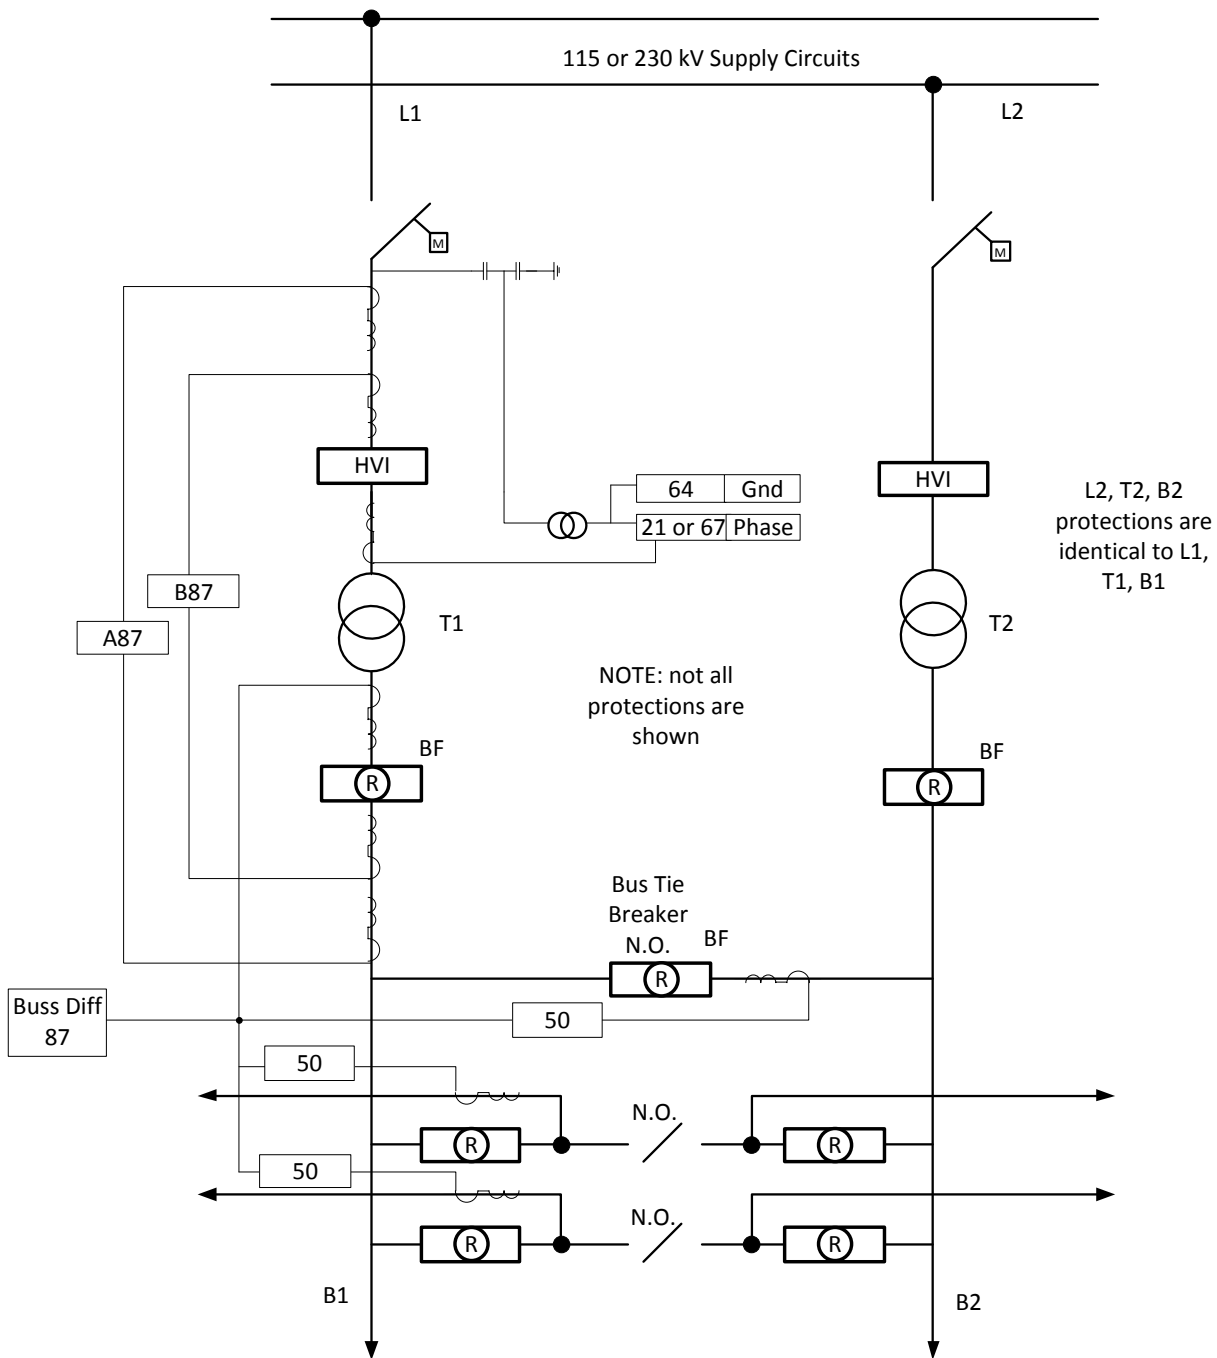 115 or 230 kV Supply Circuits
L1
L2
M
M
HVI
HVI
64 Gnd
21 or 67 Phase
L2, T2, B2
protections are
identical to L1,
T1, B1
B87
A87
T1
T2
NOTE: not all
protections are
shown
BF
R
BF
R
Bus Tie
Breaker
N.O.
BF
R
Buss Diff
87
50
50
N.O.
R
R
50
N.O.
R
R
B1
B2